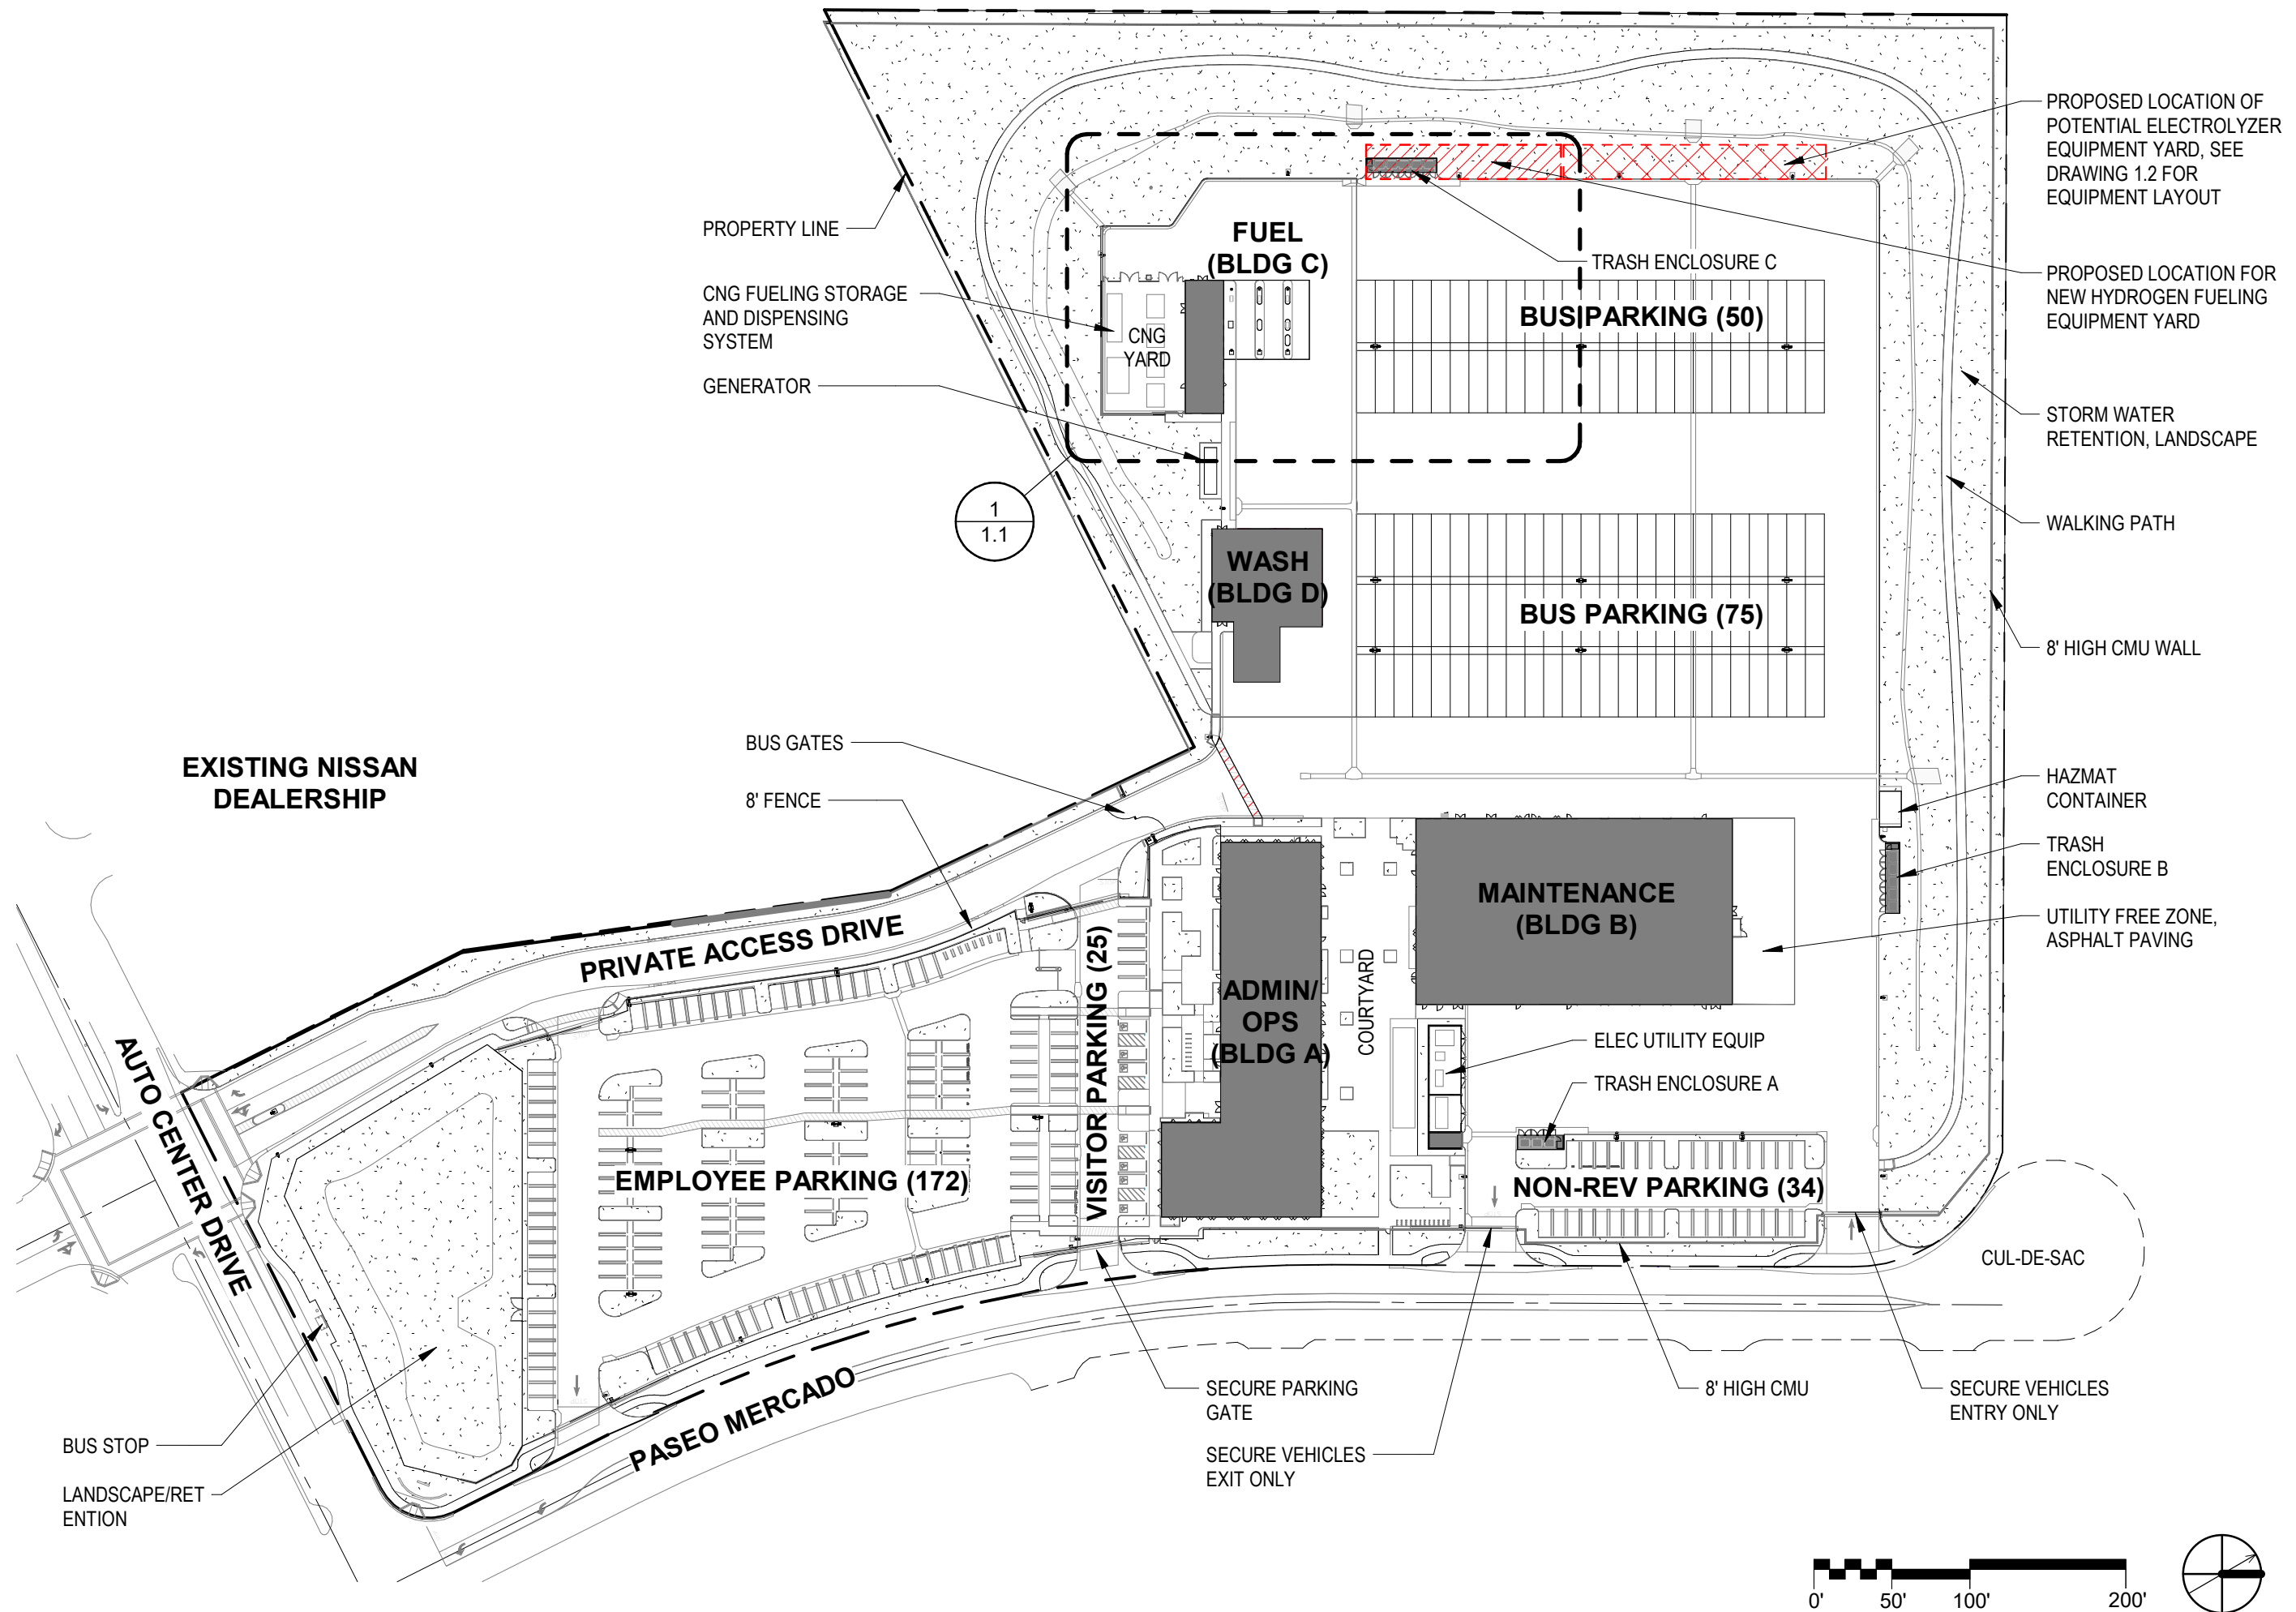 PROPOSED LOCATION OF
POTENTIAL ELECTROLYZER
EQUIPMENT YARD, SEE
DRAWING 1.2 FOR
EQUIPMENT LAYOUT
PROPERTY LINE
FUEL
(BLDG C)
TRASH ENCLOSURE C
PROPOSED LOCATION FOR
NEW HYDROGEN FUELING
EQUIPMENT YARD
CNG FUELING STORAGE
AND DISPENSING
SYSTEM
CNG
YARD
BUS PARKING (50)
GENERATOR
STORM WATER
RETENTION, LANDSCAPE
1
1.1
WALKING PATH
WASH
(BLDG D)
BUS PARKING (75)
8' HIGH CMU WALL
EXISTING NISSAN
DEALERSHIP
BUS GATES
8' FENCE
HAZMAT
CONTAINER
TRASH
ENCLOSURE B
MAINTENANCE
(BLDG B)
UTILITY FREE ZONE,
ASPHALT PAVING
PRIVATE ACCESS DRIVE
VISITOR PARKING (25)
ADMIN/
OPS
(BLDG A)
COURTYARD
ELEC UTILITY EQUIP
TRASH ENCLOSURE A
AUTO CENTER DRIVE
EMPLOYEE PARKING (172)
NON-REV PARKING (34)
CUL-DE-SAC
PASEO MERCADO
SECURE PARKING
GATE
8' HIGH CMU
SECURE VEHICLES
ENTRY ONLY
SECURE VEHICLES
EXIT ONLY
BUS STOP
LANDSCAPE/RET
ENTION
0' 50' 100' 200'